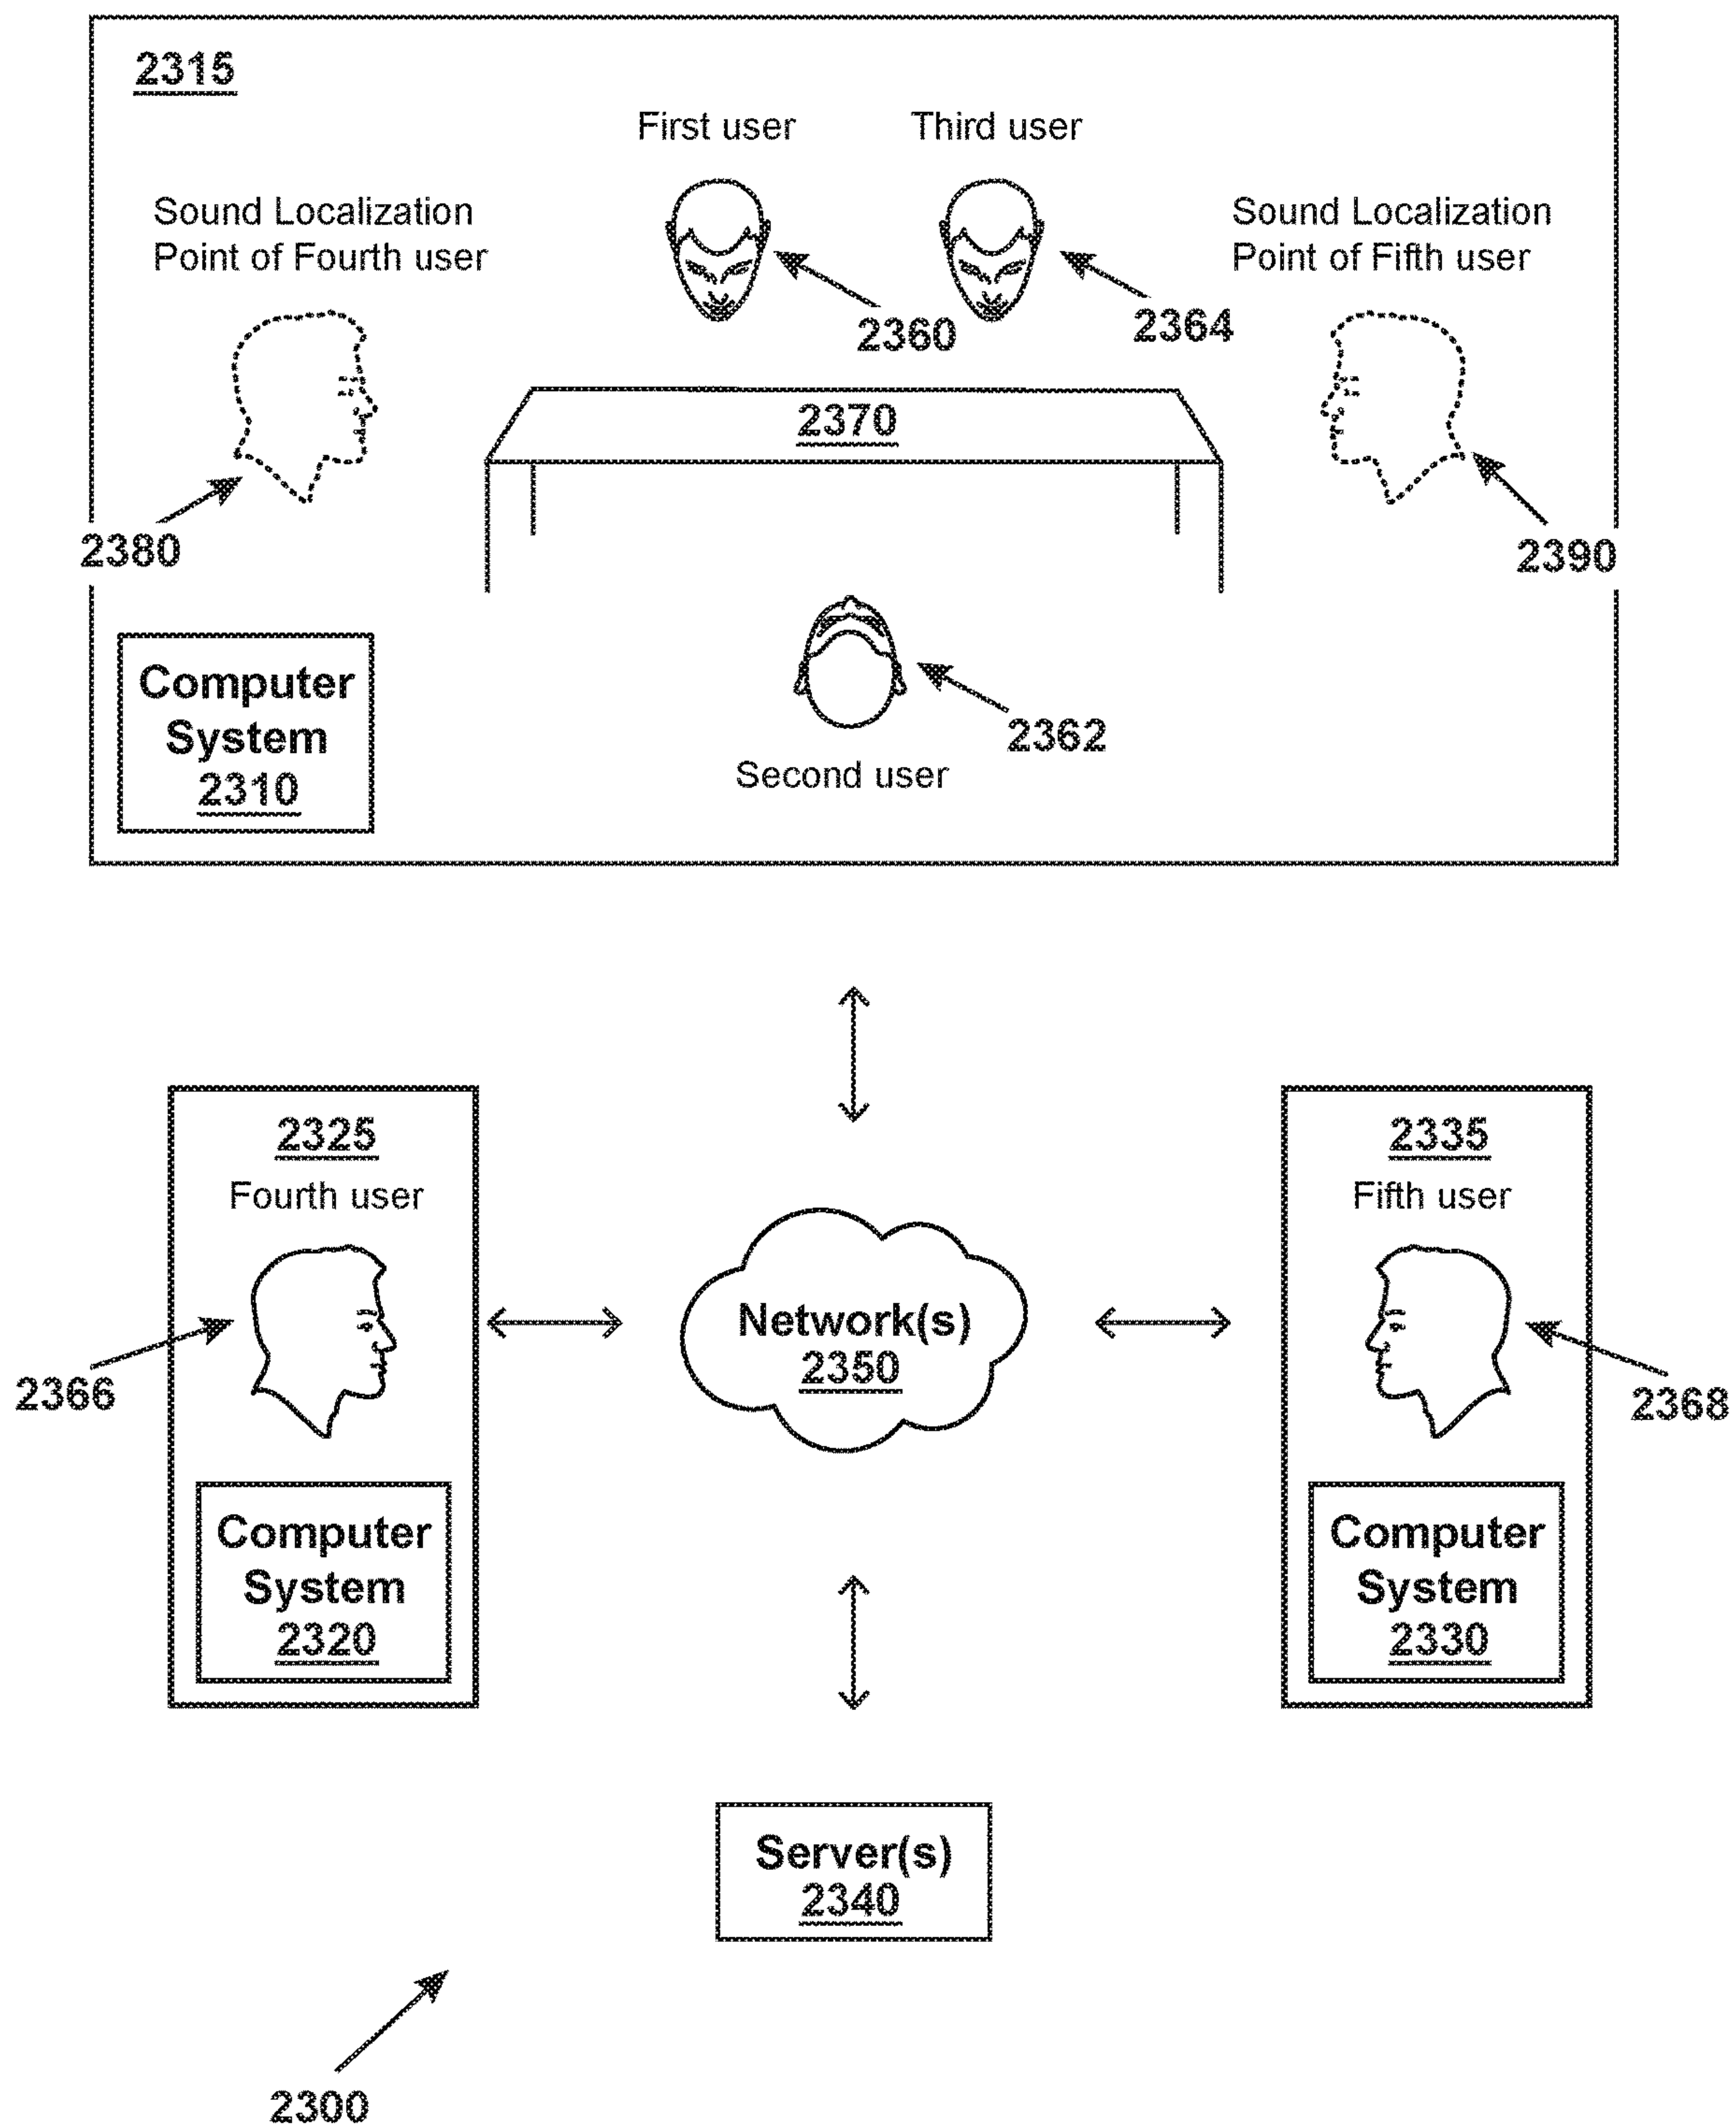 2315
First user
Third user
Sound Localization
Point of Fourth user
Sound Localization
Point of Fifth user
2360
2364
2370
2380
2390
Computer
System
2310
2362
Second user
2325
Fourth user
2335
Fifth user
2366
Network(s)
2350
2368
Computer
System
2320
Computer
System
2330
Server(s)
2340
2300